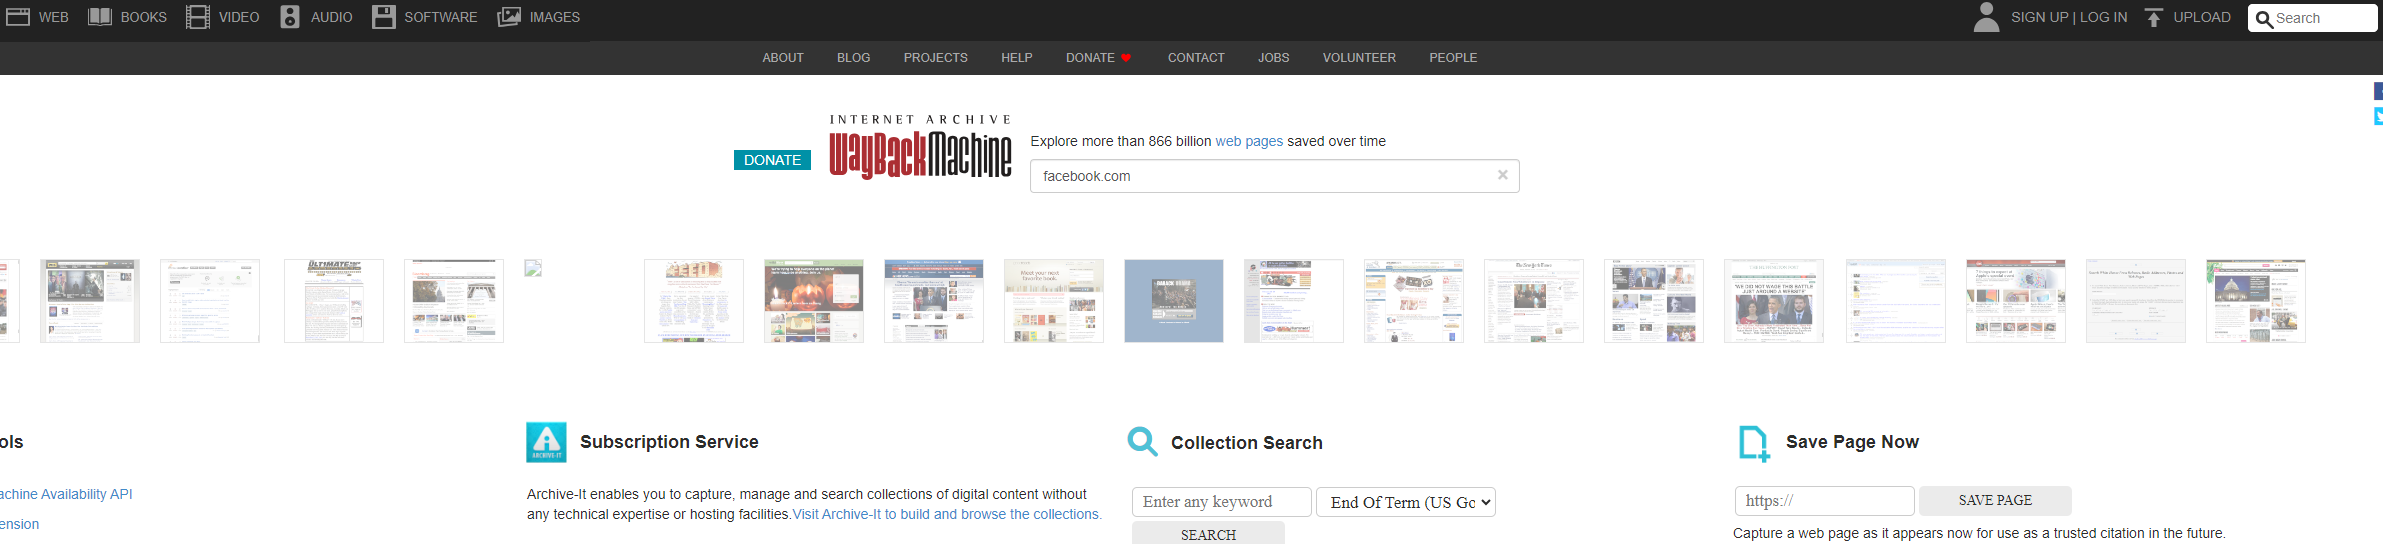 WEB BOOKS VIDEO AUDIO SOFTWARE IMAGES SIGN UP | LOG IN UPLOAD Search
ABOUT BLOG PROJECTS HELP DONATE CONTACT JOBS VOLUNTEER PEOPLE
INTERNET ARCHIVE
DONATE WayBackMachine
Explore more than 866 billion web pages saved over time
facebook.com ×
ols
achine Availability API
ension
ARCHIVE-IT
Subscription Service
Archive-It enables you to capture, manage and search collections of digital content without
any technical expertise or hosting facilities.Visit Archive-It to build and browse the collections.
Collection Search
Enter any keyword End Of Term (US Gc
SEARCH
Save Page Now
https:// SAVE PAGE
Capture a web page as it appears now for use as a trusted citation in the future.